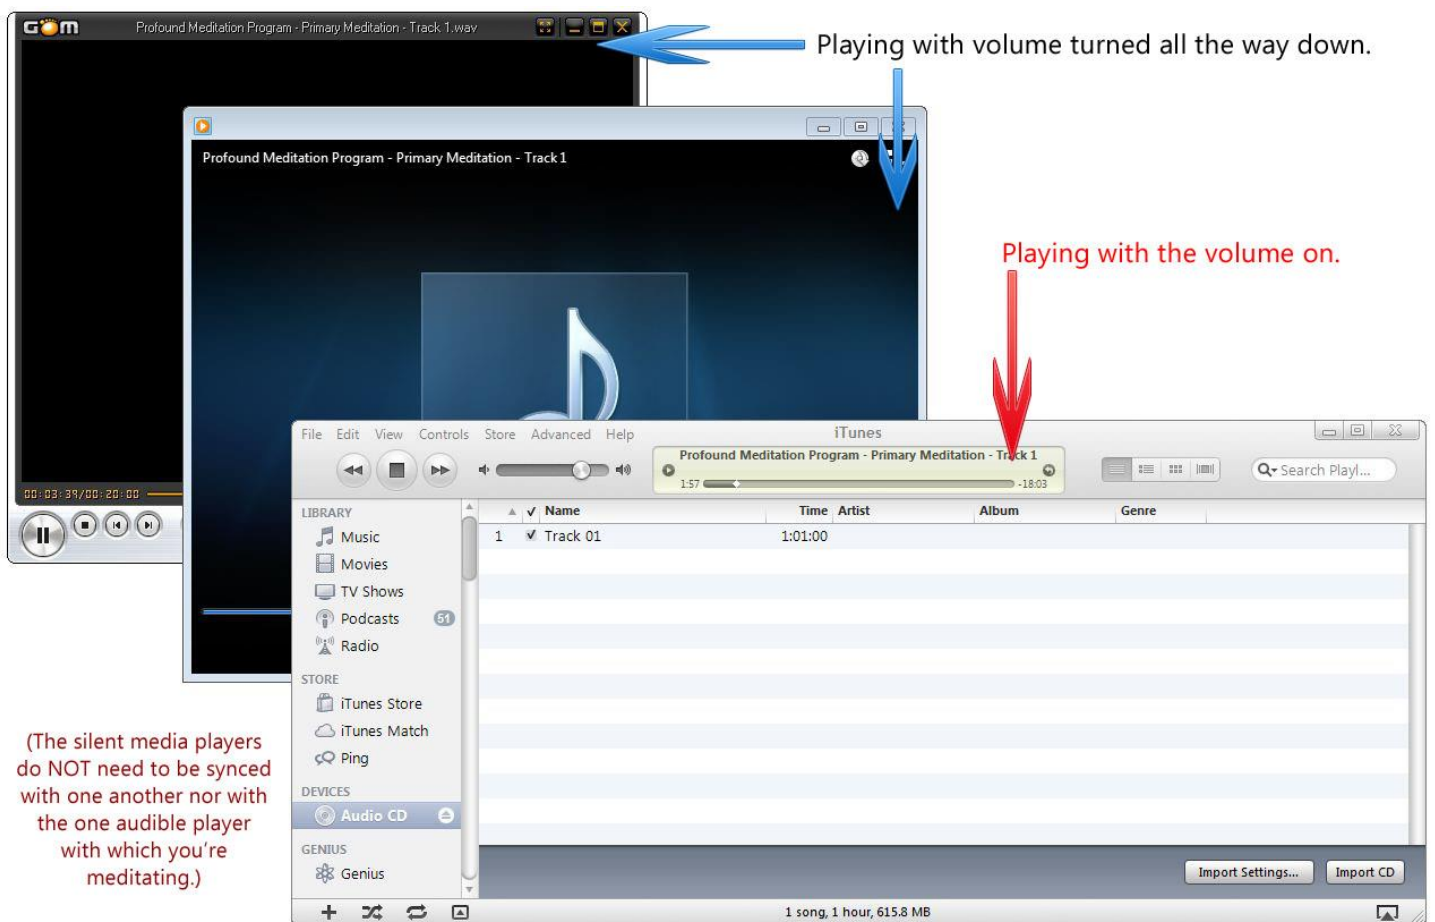 GOM
Profound Meditation Program - Primary Meditation - Track 1.wav
Playing with volume turned all the way down.
Profound Meditation Program - Primary Meditation - Track 1
Playing with the volume on.
File Edit View Controls Store Advanced Help
iTunes
Profound Meditation Program - Primary Meditation - Track 1
1:57
-18:03
Search Playl...
00:03:39/00:20:00
LIBRARY
Music
Movies
TV Shows
Podcasts 51
Radio
STORE
iTunes Store
iTunes Match
Ping
DEVICES
Audio CD
GENIUS
Genius
Name Time Artist Album Genre
1 Track 01 1:01:00
(The silent media players
do NOT need to be synced
with one another nor with
the one audible player
with which you're
meditating.)
Import Settings... Import CD
1 song, 1 hour, 615.8 MB